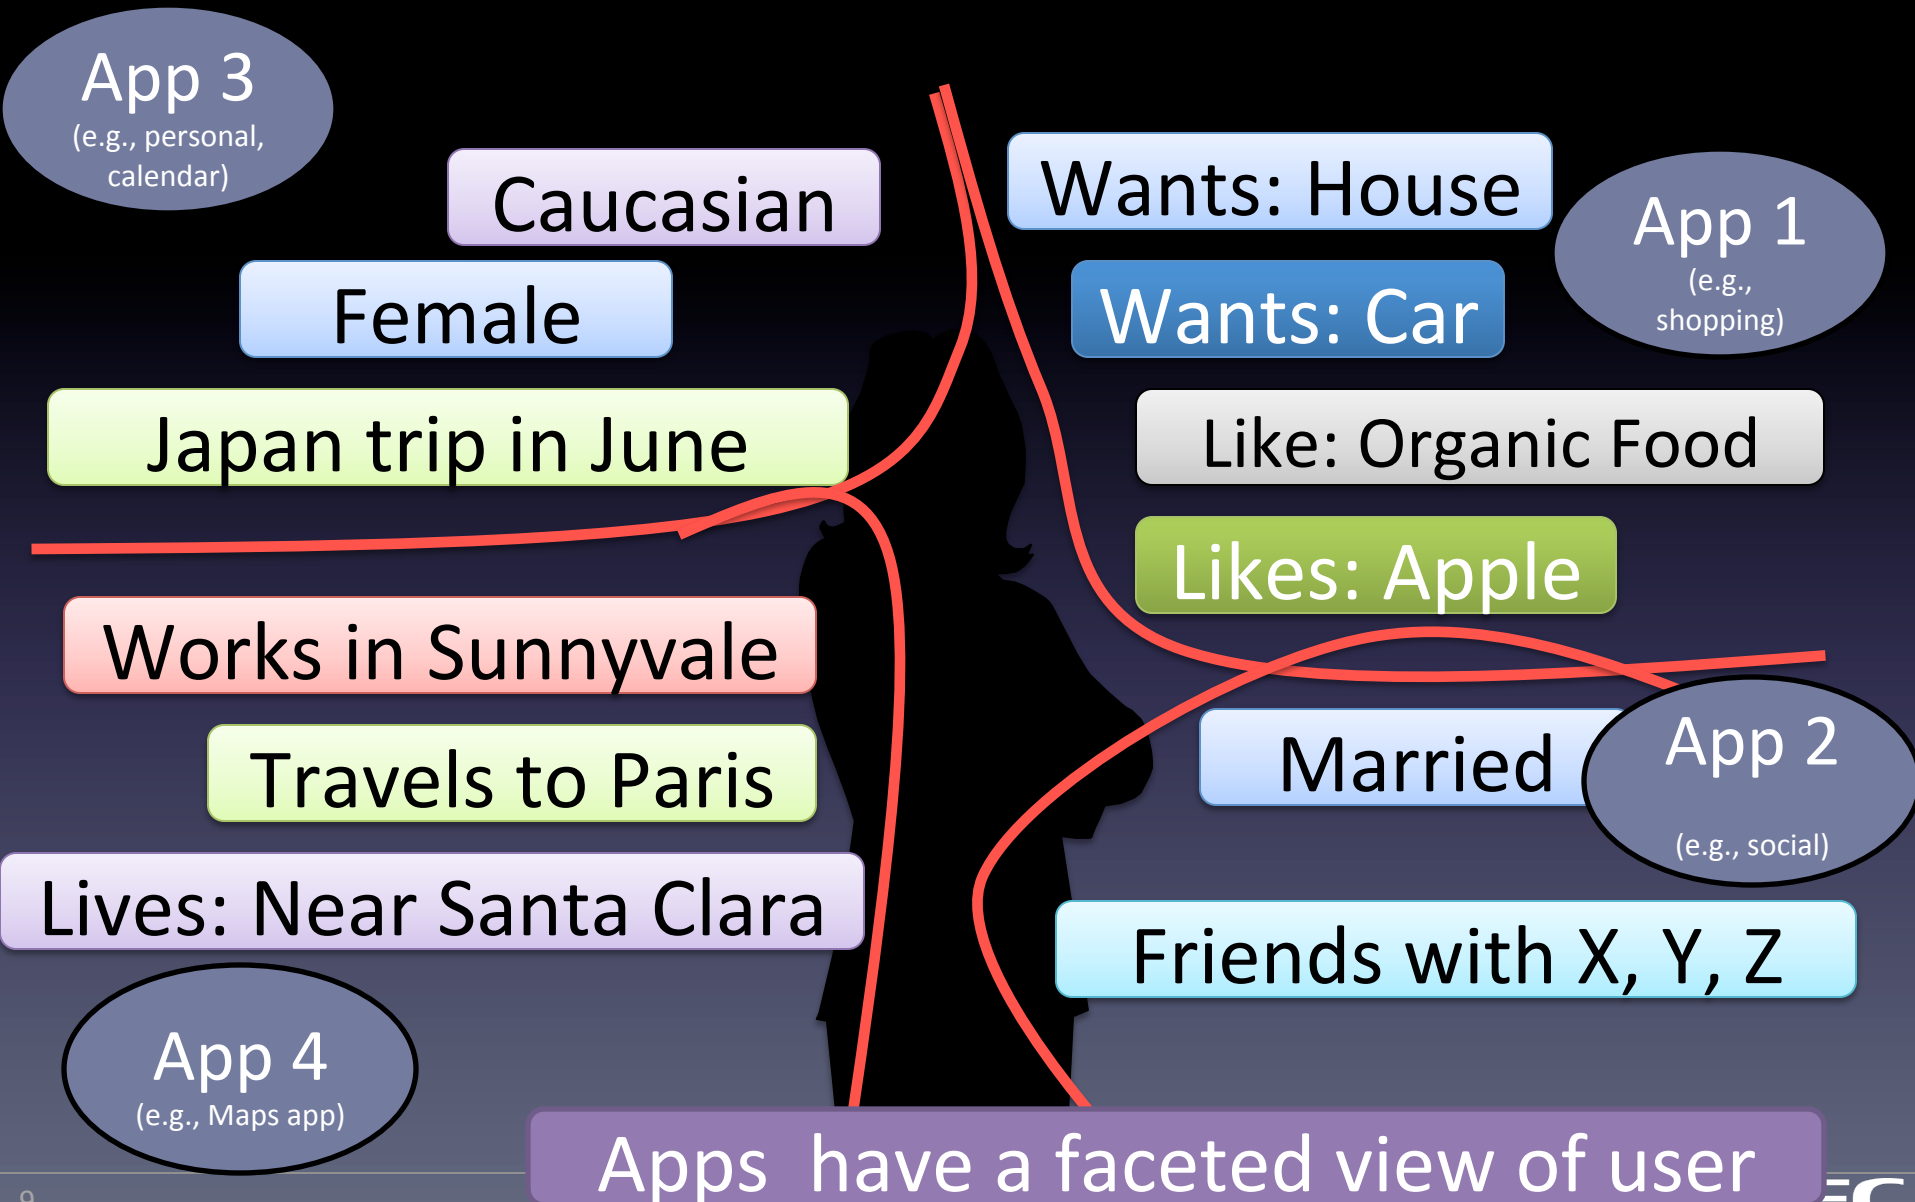 App 3
(e.g., personal,
calendar)
Caucasian
Female
Japan trip in June
Wants: House
Wants: Car
App 1
(e.g.,
shopping)
Like: Organic Food
Likes: Apple
Works in Sunnyvale
Travels to Paris
Lives: Near Santa Clara
App 4
(e.g., Maps app)
Married
App 2
(e.g., social)
Friends with X, Y, Z
Apps  have a faceted view of user
9